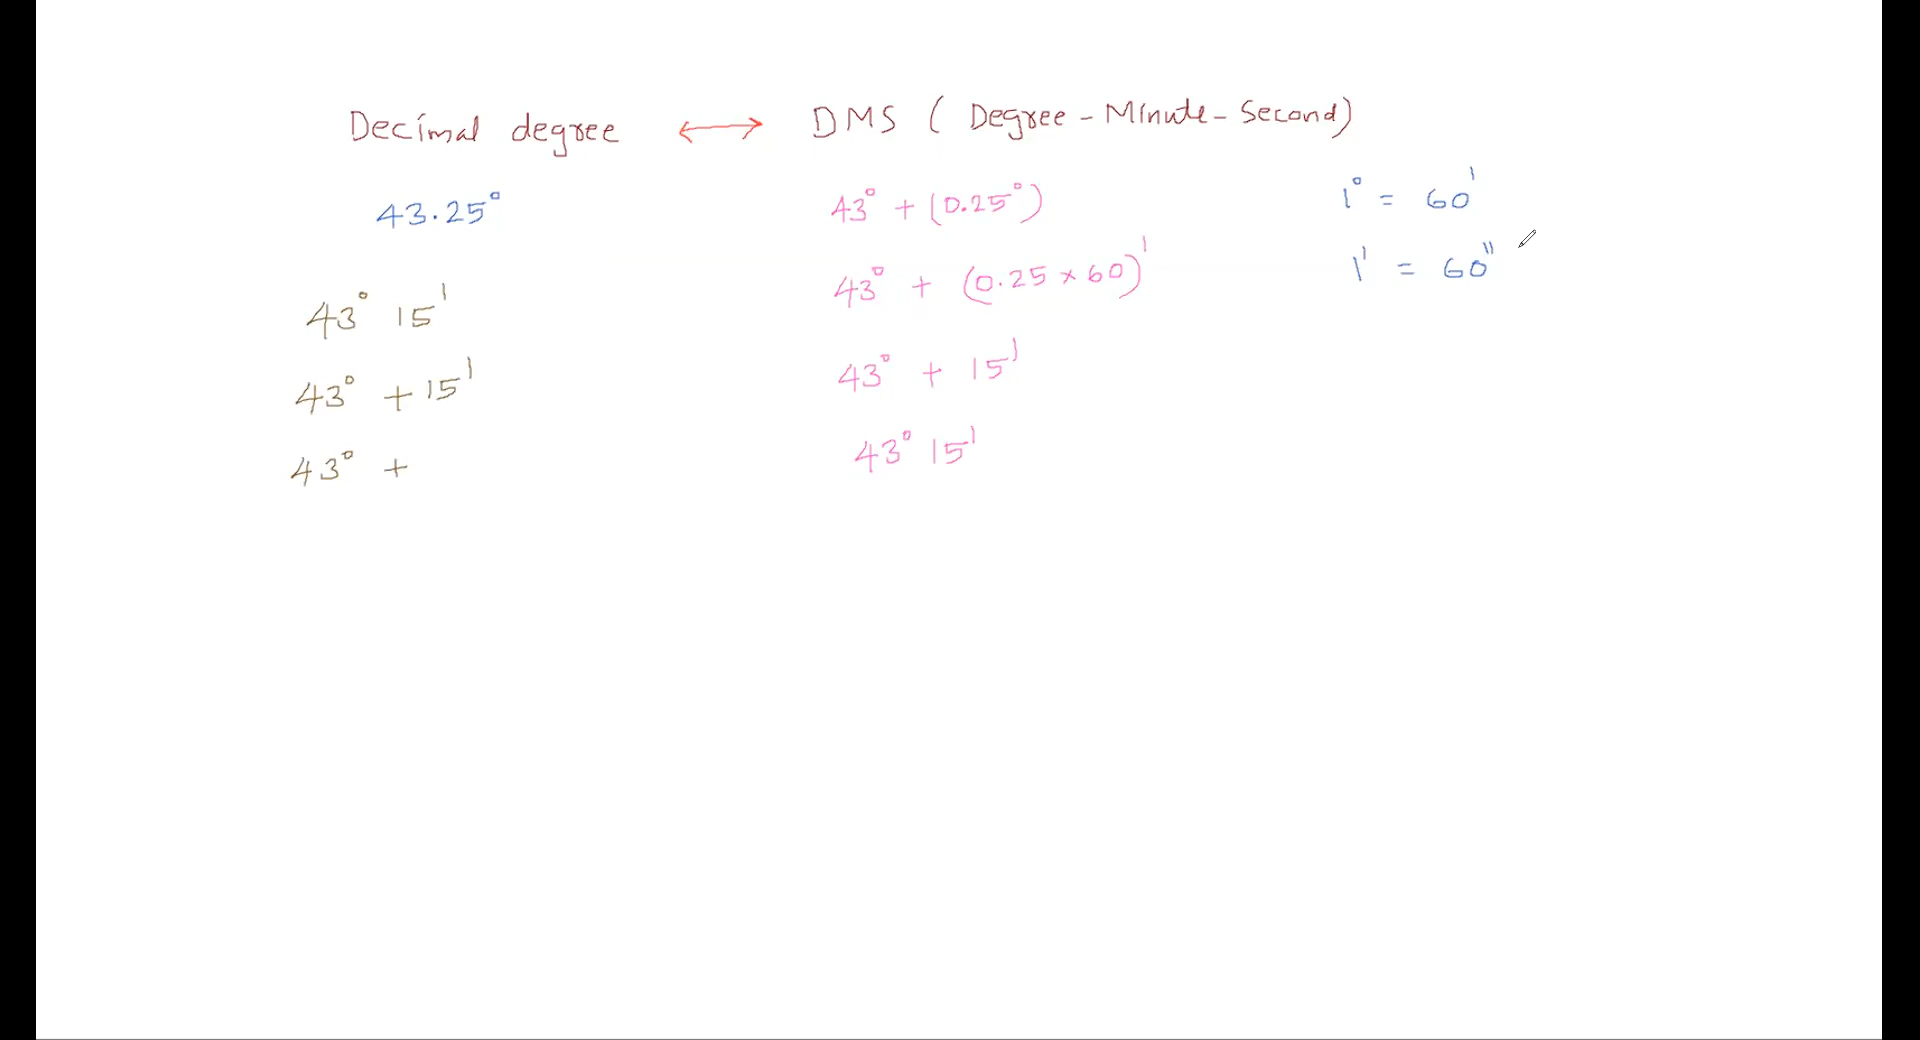 Decimal degree ↔ DMS ( Degree - Minute - Second)
43.25° 43° + (0.25°) 1° = 60'
43° + (0.25 × 60)' 1' = 60"
43° 15'
43° + 15' 43° + 15'
43° + 43° 15'